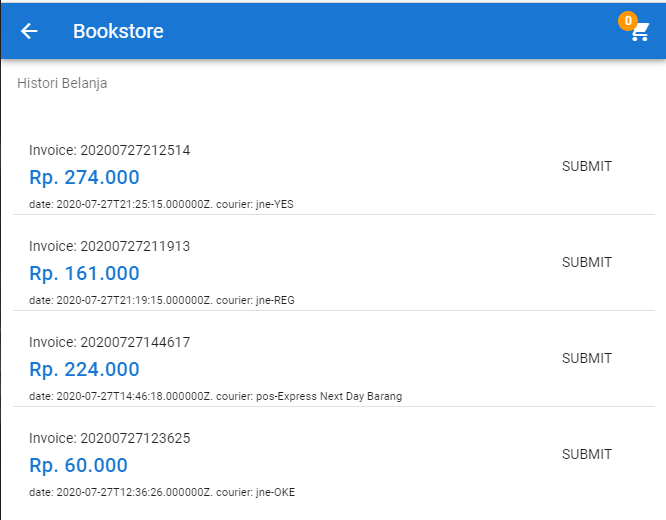 Bookstore
0
Histori Belanja
Invoice: 20200727212514
Rp. 274.000
date: 2020-07-27T21:25:15.000000Z. courier: jne-YES
SUBMIT
Invoice: 20200727211913
Rp. 161.000
date: 2020-07-27T21:19:15.000000Z. courier: jne-REG
SUBMIT
Invoice: 20200727144617
Rp. 224.000
date: 2020-07-27T14:46:18.000000Z. courier: pos-Express Next Day Barang
SUBMIT
Invoice: 20200727123625
Rp. 60.000
date: 2020-07-27T12:36:26.000000Z. courier: jne-OKE
SUBMIT